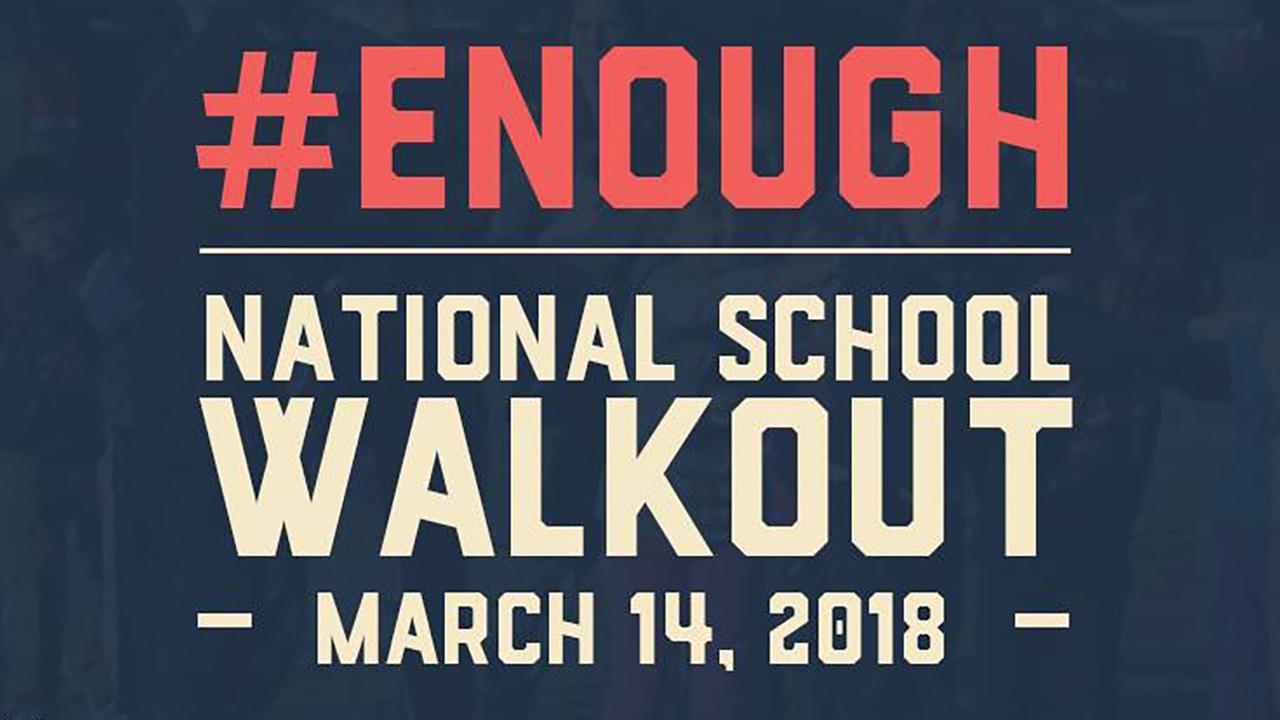 #ENOUGH
NATIONAL SCHOOL
WALKOUT
– MARCH 14, 2018 –